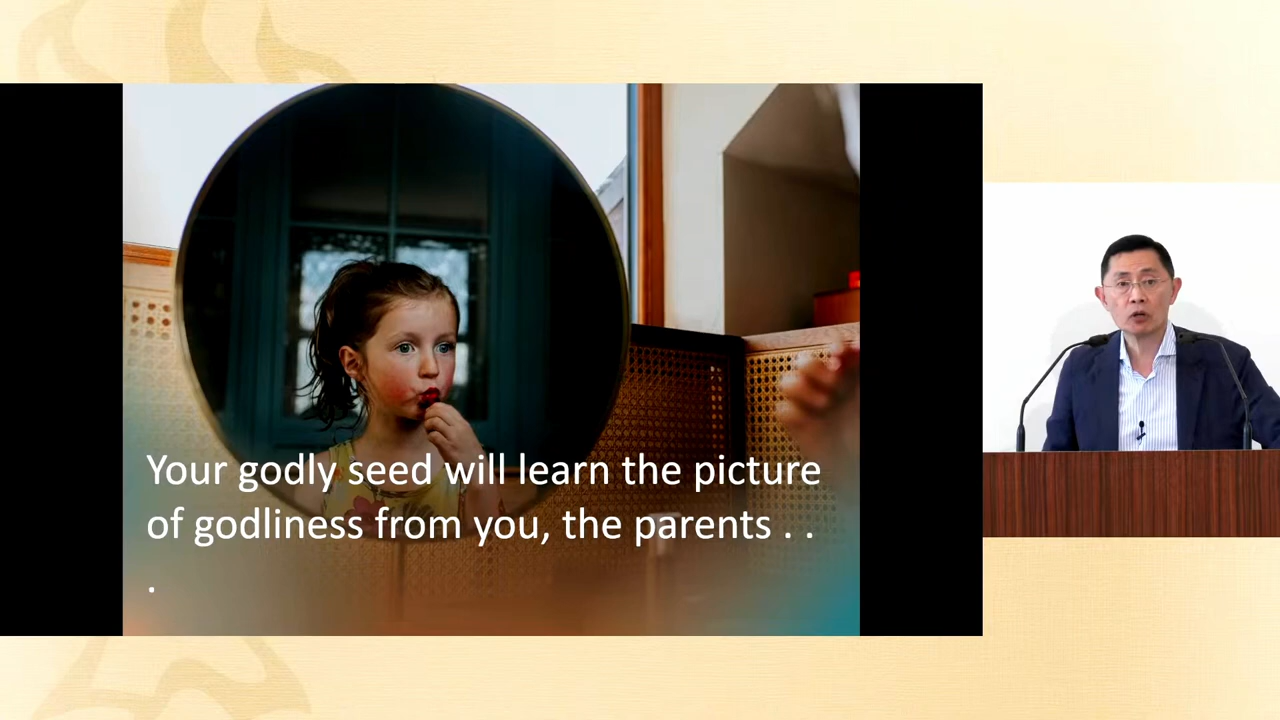 Your godly seed will learn the picture
of godliness from you, the parents . .
.